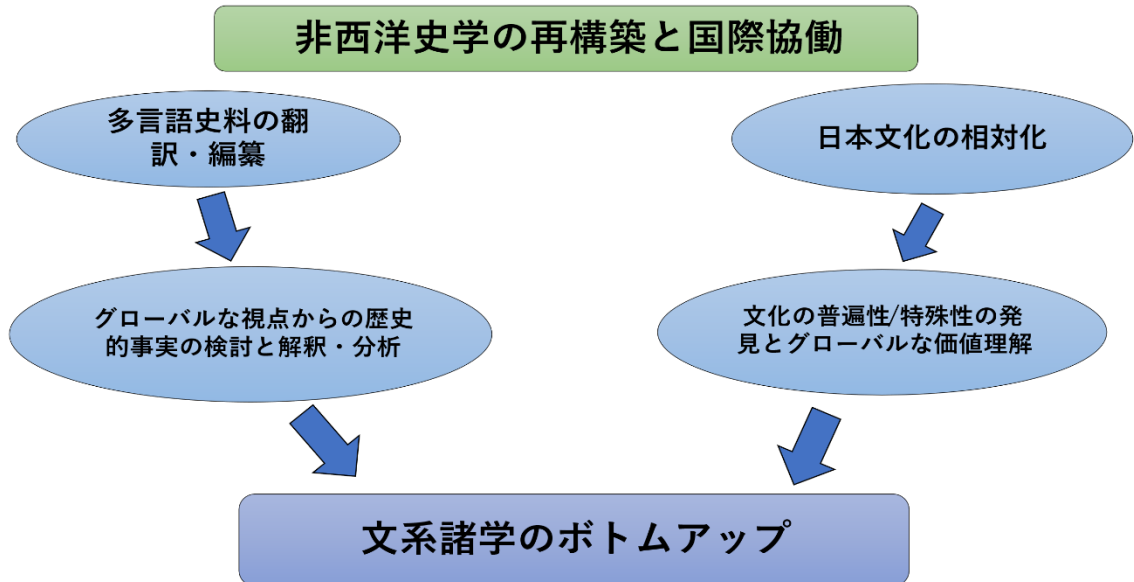 非西洋史学の再構築と国際協働
多言語史料の翻
訳・編纂
日本文化の相対化
グローバルな視点からの歴史
的事実の検討と解釈・分析
文化の普遍性/特殊性の発
見とグローバルな価値理解
文系諸学のボトムアップ